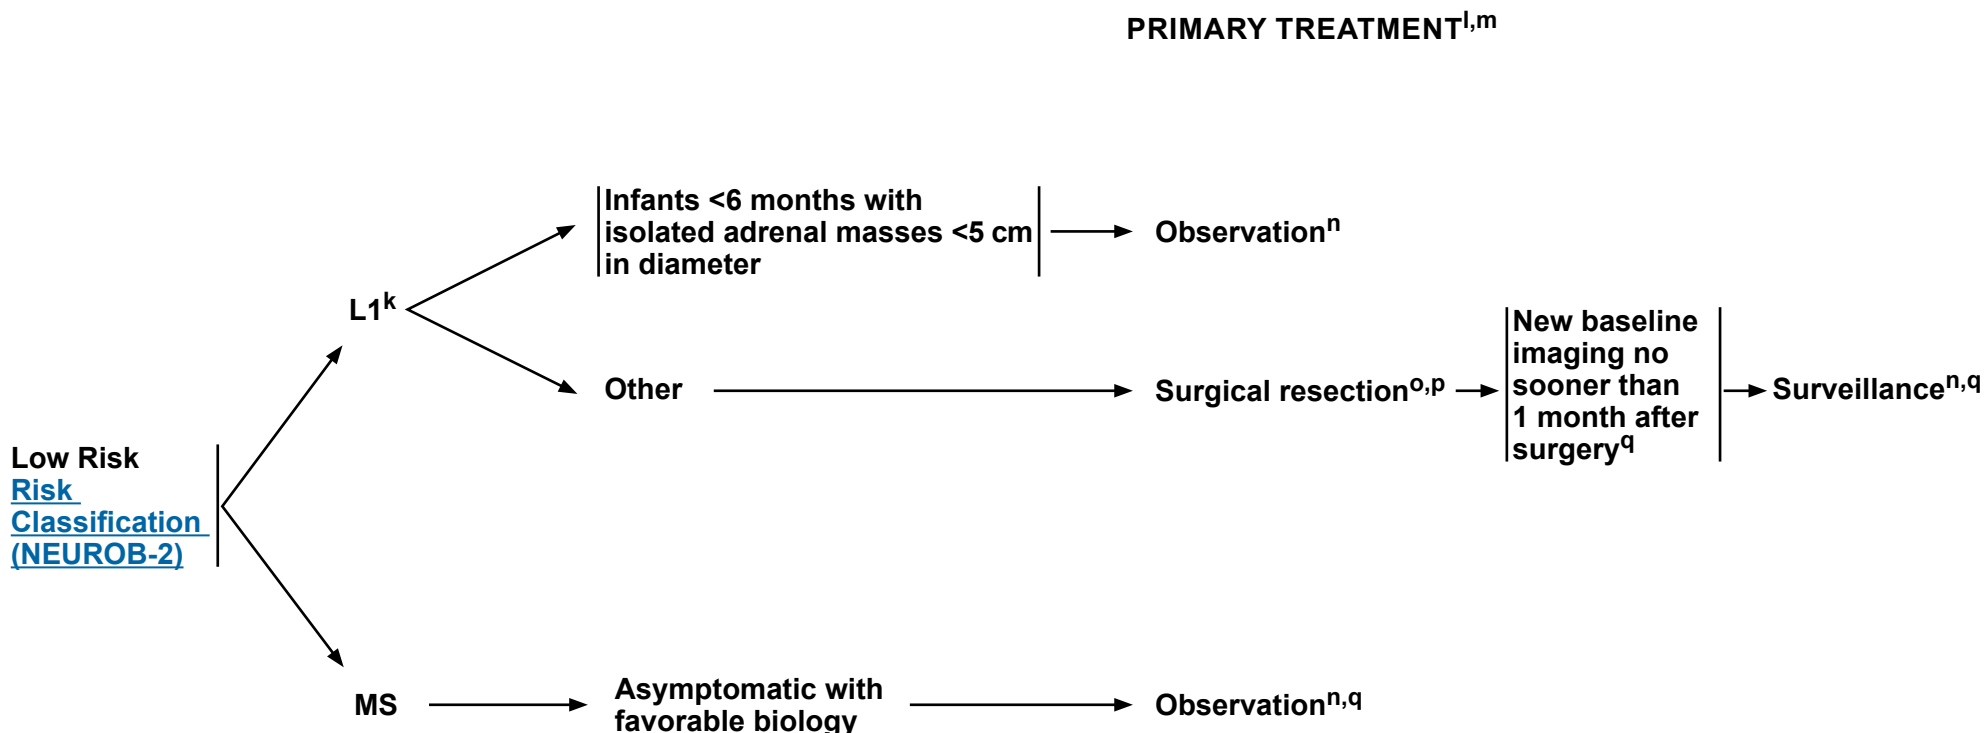 PRIMARY TREATMENTl,m
Infants <6 months with
isolated adrenal masses <5 cm
in diameter
Observationn
L1k
Other
Surgical resectiono,p
New baseline
imaging no
sooner than
1 month after
surgeryq
Surveillancen,q
Low Risk
Risk
Classification
(NEUROB-2)
MS
Asymptomatic with
favorable biology
Observationn,q